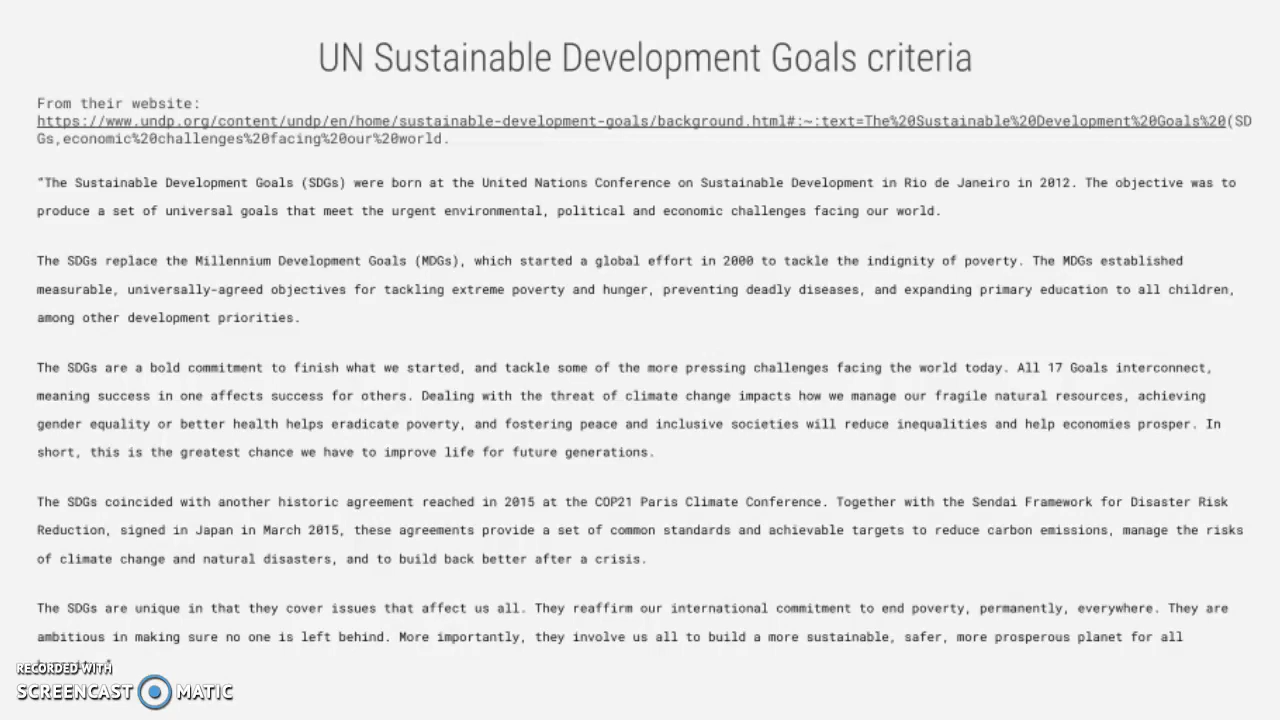 UN Sustainable Development Goals criteria
From their website:
https://www.undp.org/content/undp/en/home/sustainable-development-goals/background.html#:~:text=The%20Sustainable%20Development%20Goals%20(SD
Gs,economic%20challenges%20facing%20our%20world.
“The Sustainable Development Goals (SDGs) were born at the United Nations Conference on Sustainable Development in Rio de Janeiro in 2012. The objective was to
produce a set of universal goals that meet the urgent environmental, political and economic challenges facing our world.
The SDGs replace the Millennium Development Goals (MDGs), which started a global effort in 2000 to tackle the indignity of poverty. The MDGs established
measurable, universally-agreed objectives for tackling extreme poverty and hunger, preventing deadly diseases, and expanding primary education to all children,
among other development priorities.
The SDGs are a bold commitment to finish what we started, and tackle some of the more pressing challenges facing the world today. All 17 Goals interconnect,
meaning success in one affects success for others. Dealing with the threat of climate change impacts how we manage our fragile natural resources, achieving
gender equality or better health helps eradicate poverty, and fostering peace and inclusive societies will reduce inequalities and help economies prosper. In
short, this is the greatest chance we have to improve life for future generations.
The SDGs coincided with another historic agreement reached in 2015 at the COP21 Paris Climate Conference. Together with the Sendai Framework for Disaster Risk
Reduction, signed in Japan in March 2015, these agreements provide a set of common standards and achievable targets to reduce carbon emissions, manage the risks
of climate change and natural disasters, and to build back better after a crisis.
The SDGs are unique in that they cover issues that affect us all. They reaffirm our international commitment to end poverty, permanently, everywhere. They are
ambitious in making sure no one is left behind. More importantly, they involve us all to build a more sustainable, safer, more prosperous planet for all
RECORDED WITH
SCREENCAST MATIC